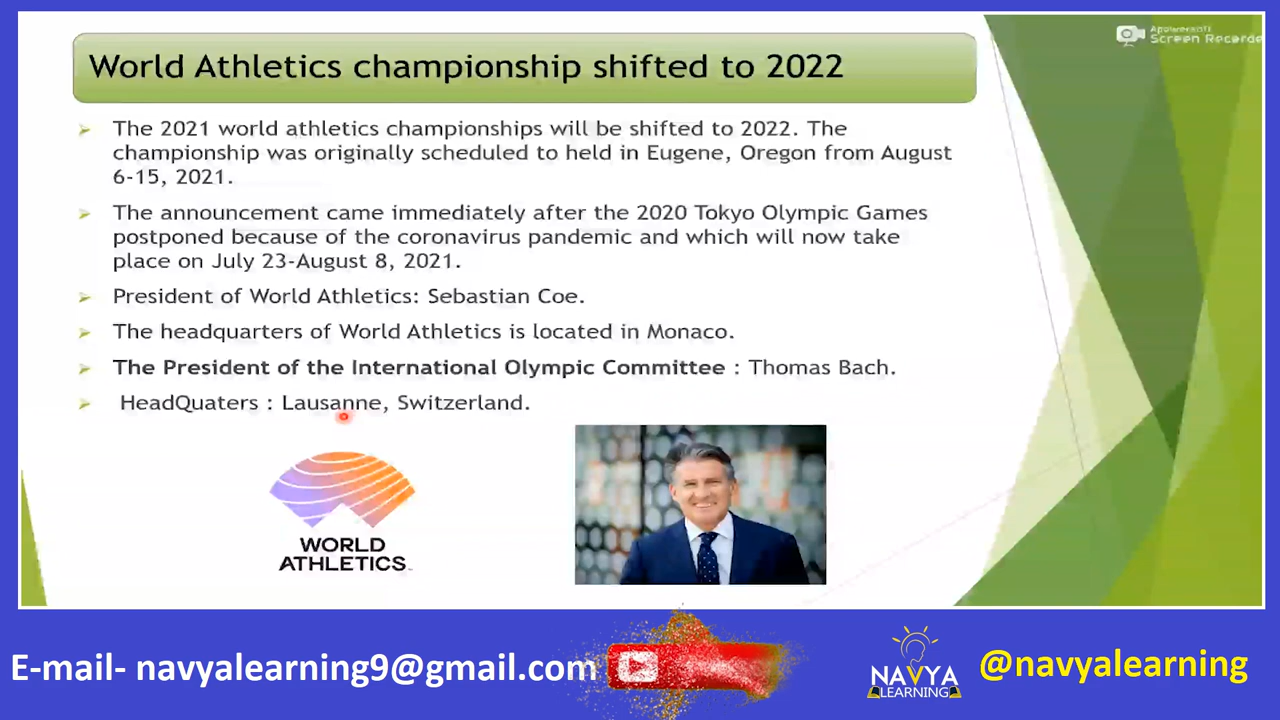 World Athletics championship shifted to 2022
Screen Recorde
The 2021 world athletics championships will be shifted to 2022. The
championship was originally scheduled to held in Eugene, Oregon from August
6-15, 2021.
The announcement came immediately after the 2020 Tokyo Olympic Games
postponed because of the coronavirus pandemic and which will now take
place on July 23-August 8, 2021.
President of World Athletics: Sebastian Coe.
The headquarters of World Athletics is located in Monaco.
The President of the International Olympic Committee : Thomas Bach.
HeadQuaters : Lausanne, Switzerland.
WORLD
ATHLETICS
E-mail- navyalearning9@gmail.com
NAVYA
LEARNING
@navyalearning